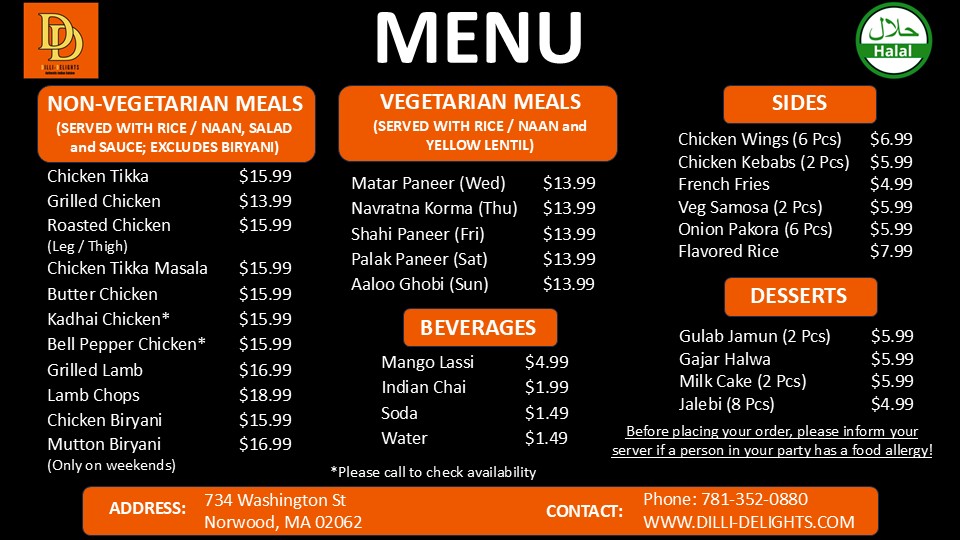 DD
DILLI-DELIGHTS
MENU
حلال
Halal
NON-VEGETARIAN MEALS
(SERVED WITH RICE / NAAN, SALAD
and SAUCE; EXCLUDES BIRYANI)
Chicken Tikka $15.99
Grilled Chicken $13.99
Roasted Chicken $15.99
(Leg / Thigh)
Chicken Tikka Masala $15.99
Butter Chicken $15.99
Kadhai Chicken* $15.99
Bell Pepper Chicken* $15.99
Grilled Lamb $16.99
Lamb Chops $18.99
Chicken Biryani $15.99
Mutton Biryani $16.99
(Only on weekends)
VEGETARIAN MEALS
(SERVED WITH RICE / NAAN and
YELLOW LENTIL)
Matar Paneer (Wed) $13.99
Navratna Korma (Thu) $13.99
Shahi Paneer (Fri) $13.99
Palak Paneer (Sat) $13.99
Aaloo Ghobi (Sun) $13.99
BEVERAGES
Mango Lassi $4.99
Indian Chai $1.99
Soda $1.49
Water $1.49
*Please call to check availability
SIDES
Chicken Wings (6 Pcs) $6.99
Chicken Kebabs (2 Pcs) $5.99
French Fries $4.99
Veg Samosa (2 Pcs) $5.99
Onion Pakora (6 Pcs) $5.99
Flavored Rice $7.99
DESSERTS
Gulab Jamun (2 Pcs) $5.99
Gajar Halwa $5.99
Milk Cake (2 Pcs) $5.99
Jalebi (8 Pcs) $4.99
Before placing your order, please inform your
server if a person in your party has a food allergy!
ADDRESS: 734 Washington St
Norwood, MA 02062
CONTACT: Phone: 781-352-0880
WWW.DILLI-DELIGHTS.COM